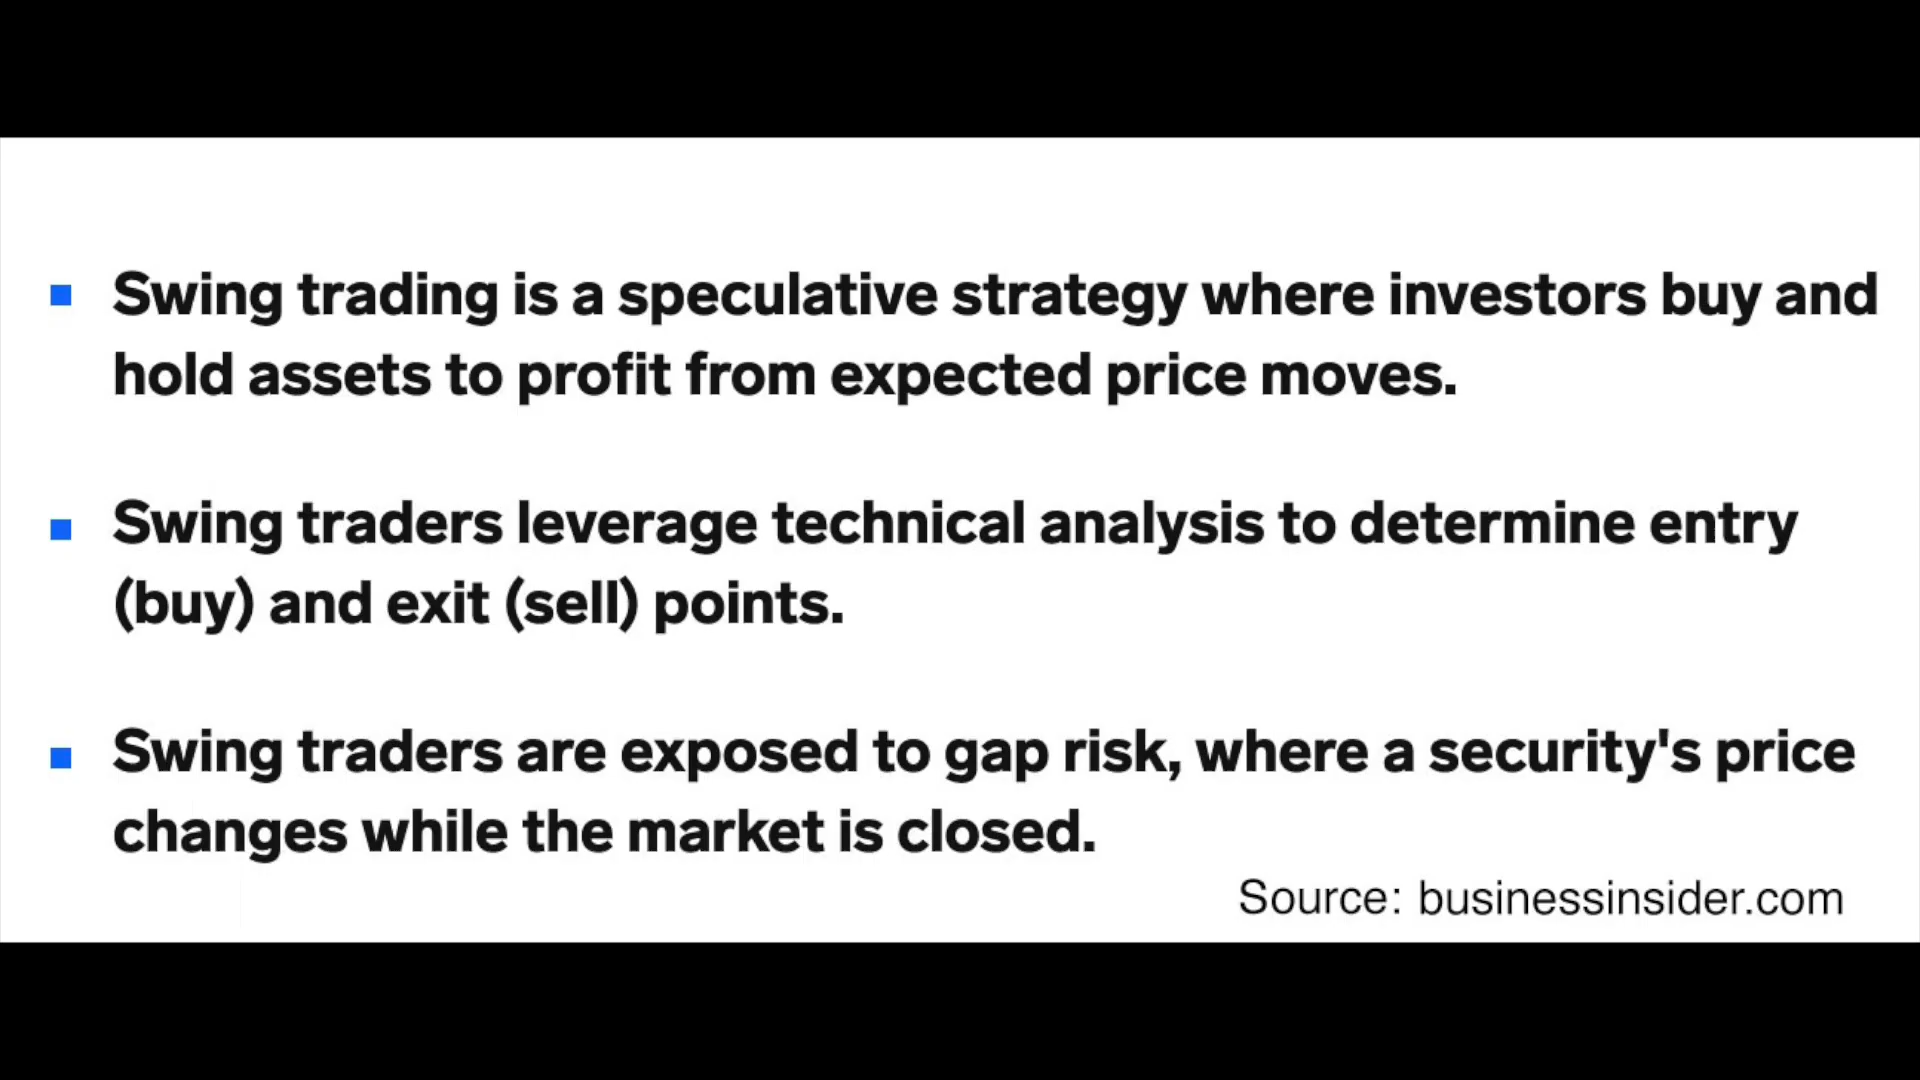 Swing trading is a speculative strategy where investors buy and
hold assets to profit from expected price moves.
Swing traders leverage technical analysis to determine entry
(buy) and exit (sell) points.
Swing traders are exposed to gap risk, where a security's price
changes while the market is closed.
Source: businessinsider.com